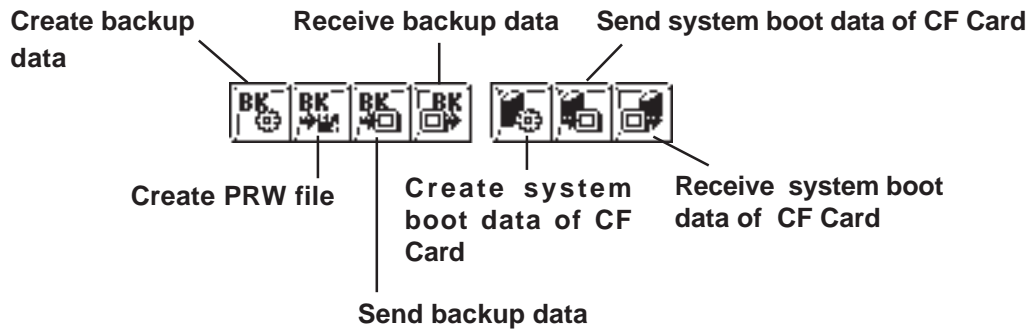 Create backup
data
Receive backup data
Send system boot data of CF Card
BK BK BK BK
Create PRW file
Create system
boot data of CF
Card
Receive system boot
data of CF Card
Send backup data